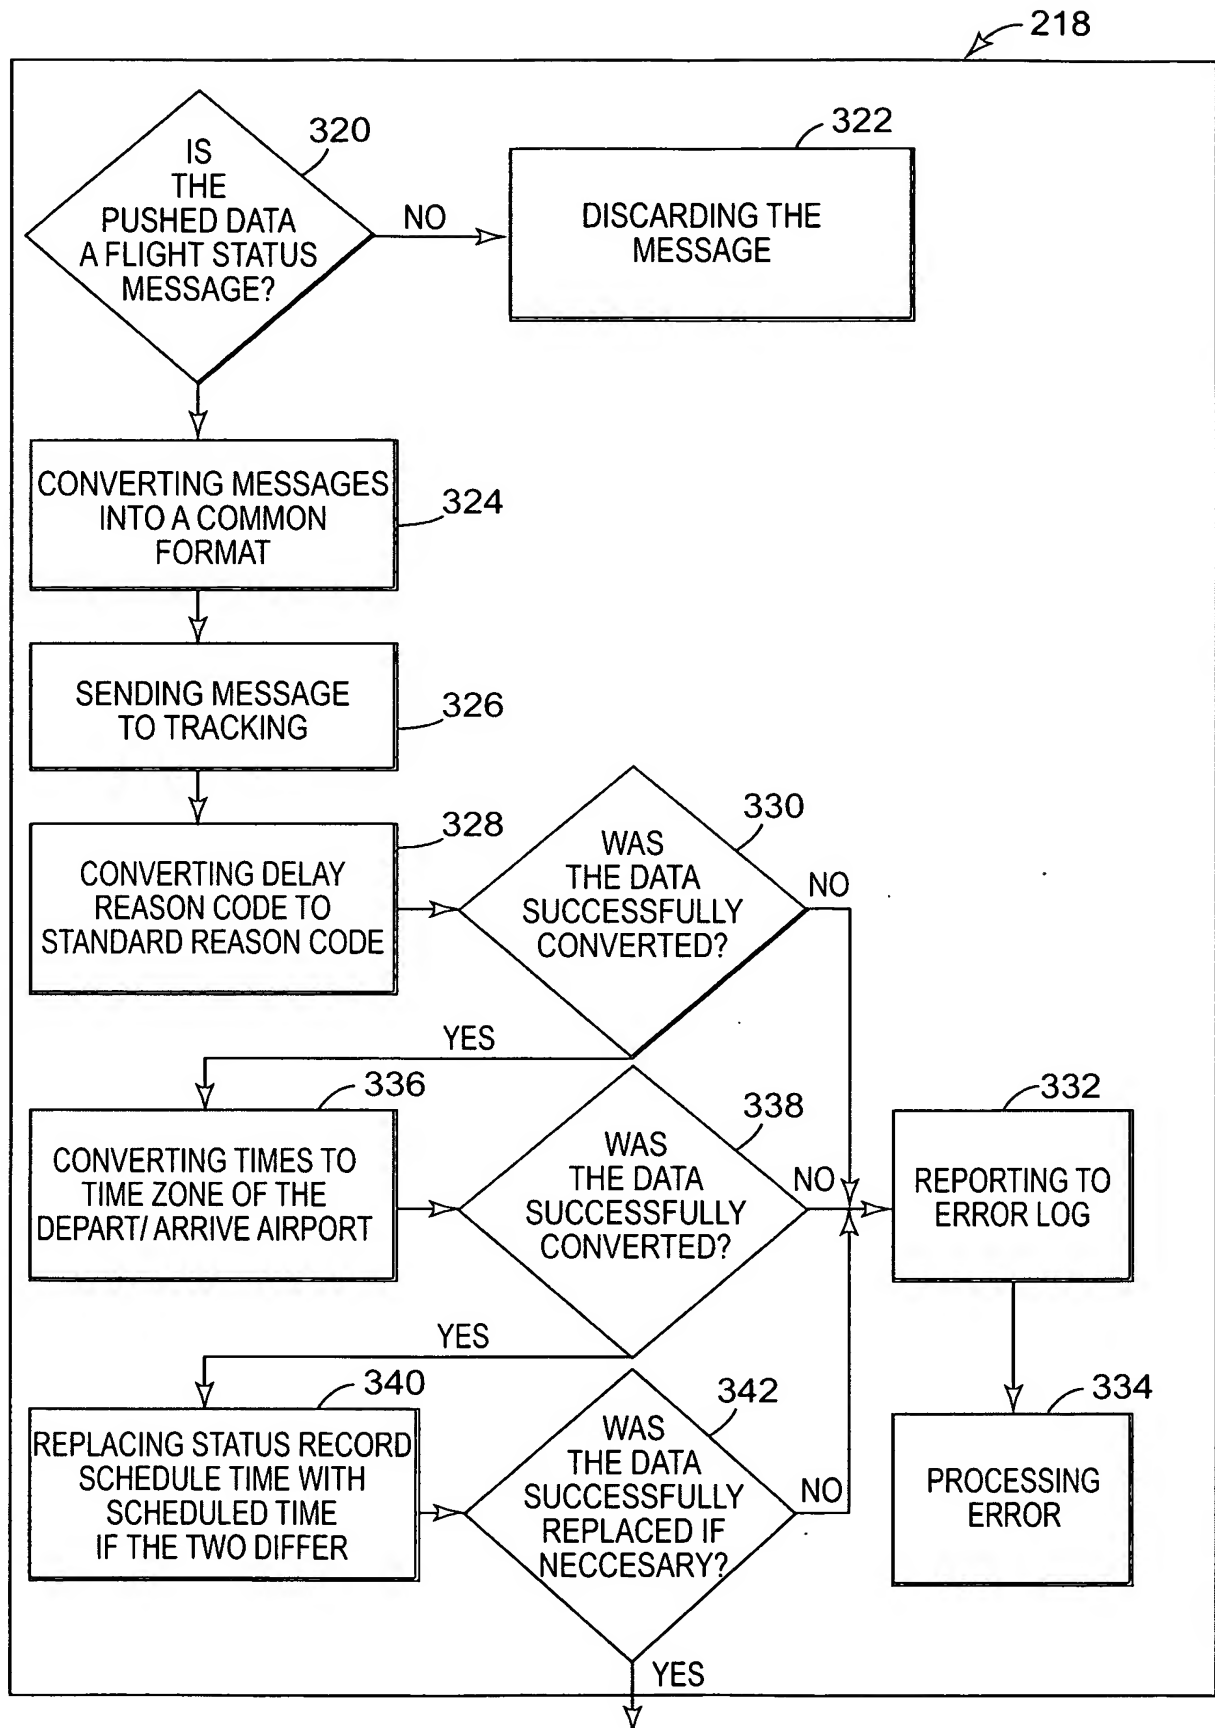 218
320
IS
THE
PUSHED DATA
A FLIGHT STATUS
MESSAGE?
NO
322
DISCARDING THE
MESSAGE
CONVERTING MESSAGES
INTO A COMMON
FORMAT
324
SENDING MESSAGE
TO TRACKING
326
328
CONVERTING DELAY
REASON CODE TO
STANDARD REASON CODE
330
WAS
THE DATA
SUCCESSFULLY
CONVERTED?
NO
YES
336
CONVERTING TIMES TO
TIME ZONE OF THE
DEPART/ ARRIVE AIRPORT
338
WAS
THE DATA
SUCCESSFULLY
CONVERTED?
NO
332
REPORTING TO
ERROR LOG
YES
340
REPLACING STATUS RECORD
SCHEDULE TIME WITH
SCHEDULED TIME
IF THE TWO DIFFER
342
WAS
THE DATA
SUCCESSFULLY
REPLACED IF
NECCESARY?
NO
334
PROCESSING
ERROR
YES